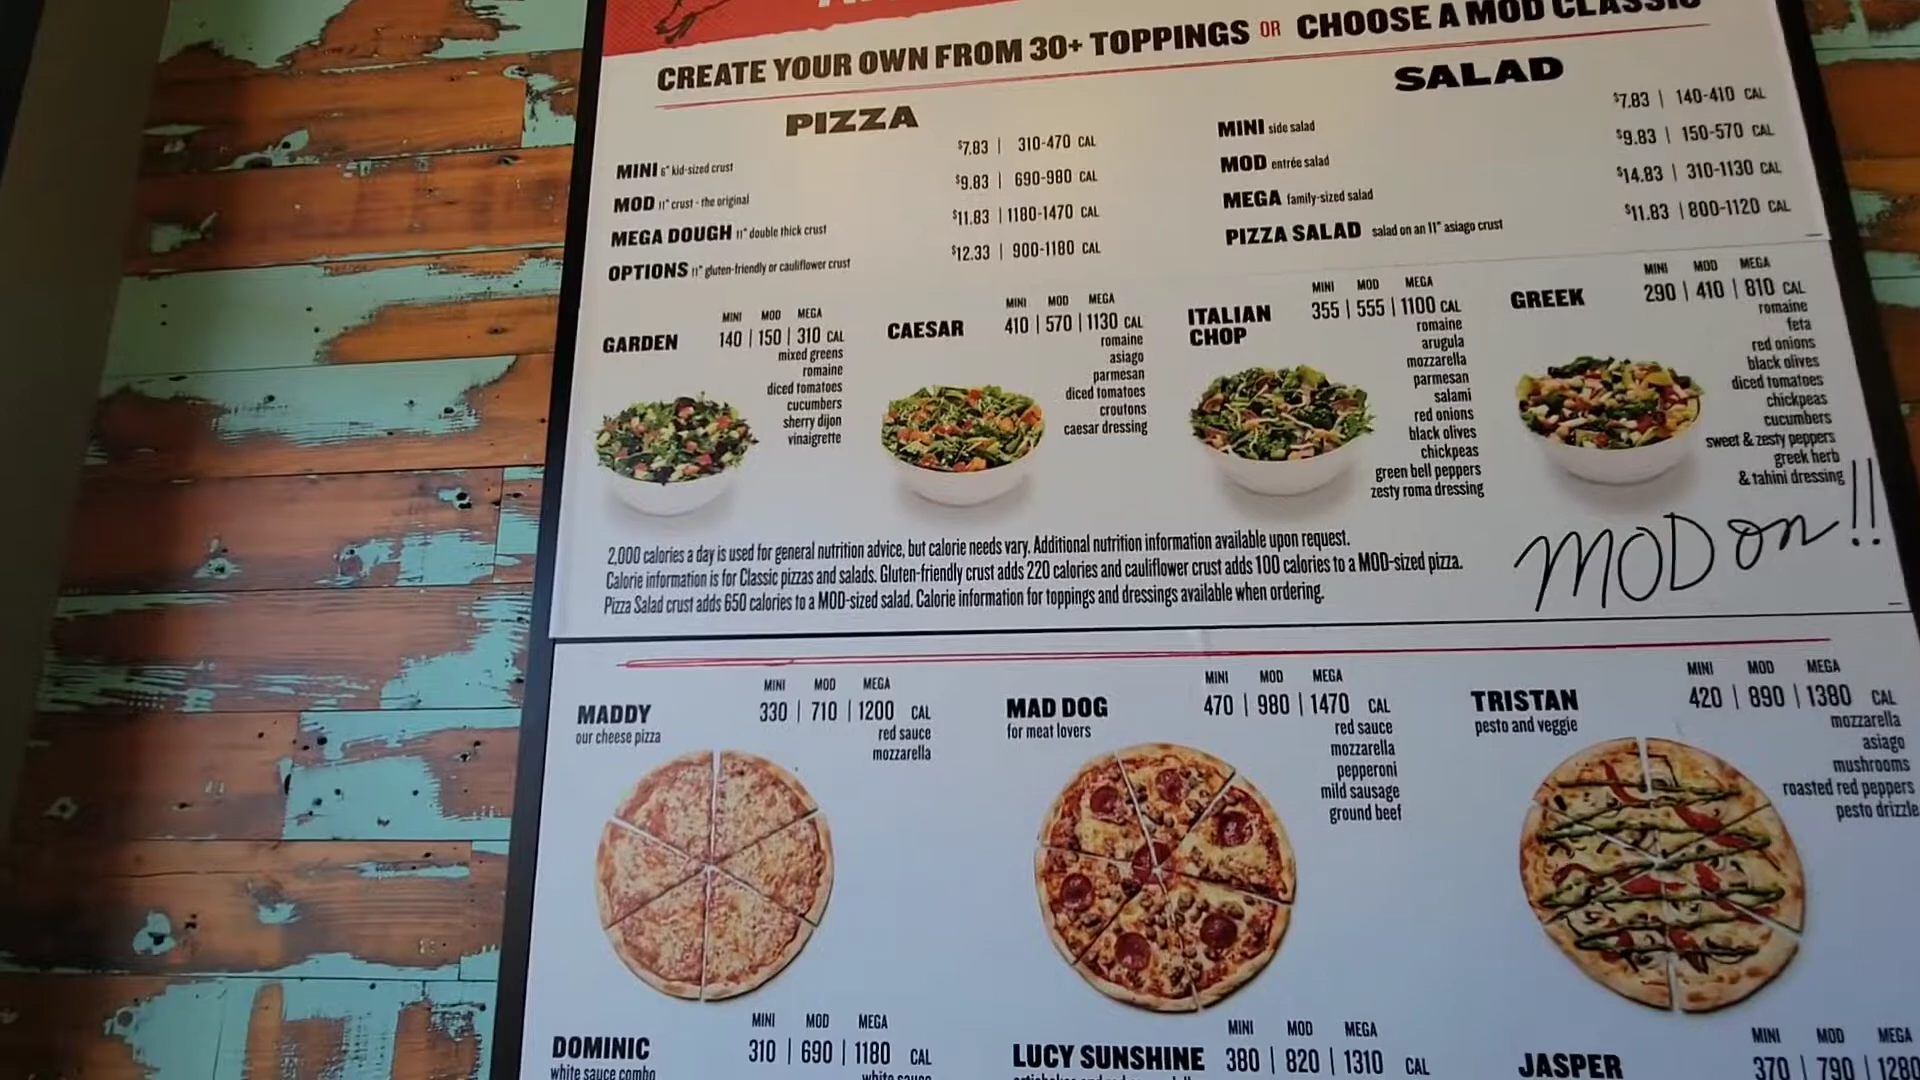 CREATE YOUR OWN FROM 30+ TOPPINGS OR CHOOSE A MOD CLASSIC
PIZZA
MINI 6" kid-sized crust $7.83 | 310-470 CAL
MOD 11" crust - the original $9.83 | 690-980 CAL
MEGA DOUGH 11" double thick crust $11.83 | 1180-1470 CAL
OPTIONS 11" gluten-friendly or cauliflower crust $12.33 | 900-1180 CAL
SALAD
MINI side salad $7.83 | 140-410 CAL
MOD entrée salad $9.83 | 150-570 CAL
MEGA family-sized salad $14.83 | 310-1130 CAL
PIZZA SALAD salad on an 11" asiago crust $11.83 | 800-1120 CAL
GARDEN
MINI MOD MEGA
140 | 150 | 310 CAL
mixed greens
romaine
diced tomatoes
cucumbers
sherry dijon
vinaigrette
CAESAR
MINI MOD MEGA
410 | 570 | 1130 CAL
romaine
asiago
parmesan
diced tomatoes
croutons
caesar dressing
ITALIAN
CHOP
MINI MOD MEGA
355 | 555 | 1100 CAL
romaine
arugula
mozzarella
parmesan
salami
red onions
black olives
chickpeas
green bell peppers
zesty roma dressing
GREEK
MINI MOD MEGA
290 | 410 | 810 CAL
romaine
feta
red onions
black olives
diced tomatoes
chickpeas
cucumbers
sweet & zesty peppers
greek herb
& tahini dressing
2,000 calories a day is used for general nutrition advice, but calorie needs vary. Additional nutrition information available upon request.
Calorie information is for Classic pizzas and salads. Gluten-friendly crust adds 220 calories and cauliflower crust adds 100 calories to a MOD-sized pizza.
Pizza Salad crust adds 650 calories to a MOD-sized salad. Calorie information for toppings and dressings available when ordering.
MOD on!!
MADDY
our cheese pizza
MINI MOD MEGA
330 | 710 | 1200 CAL
red sauce
mozzarella
MAD DOG
for meat lovers
MINI MOD MEGA
470 | 980 | 1470 CAL
red sauce
mozzarella
pepperoni
mild sausage
ground beef
TRISTAN
pesto and veggie
MINI MOD MEGA
420 | 890 | 1380 CAL
mozzarella
asiago
mushrooms
roasted red peppers
pesto drizzle
DOMINIC
white sauce combo
MINI MOD MEGA
310 | 690 | 1180 CAL
white sauce
LUCY SUNSHINE
MINI MOD MEGA
380 | 820 | 1310 CAL
JASPER
MINI MOD MEGA
370 | 790 | 1280